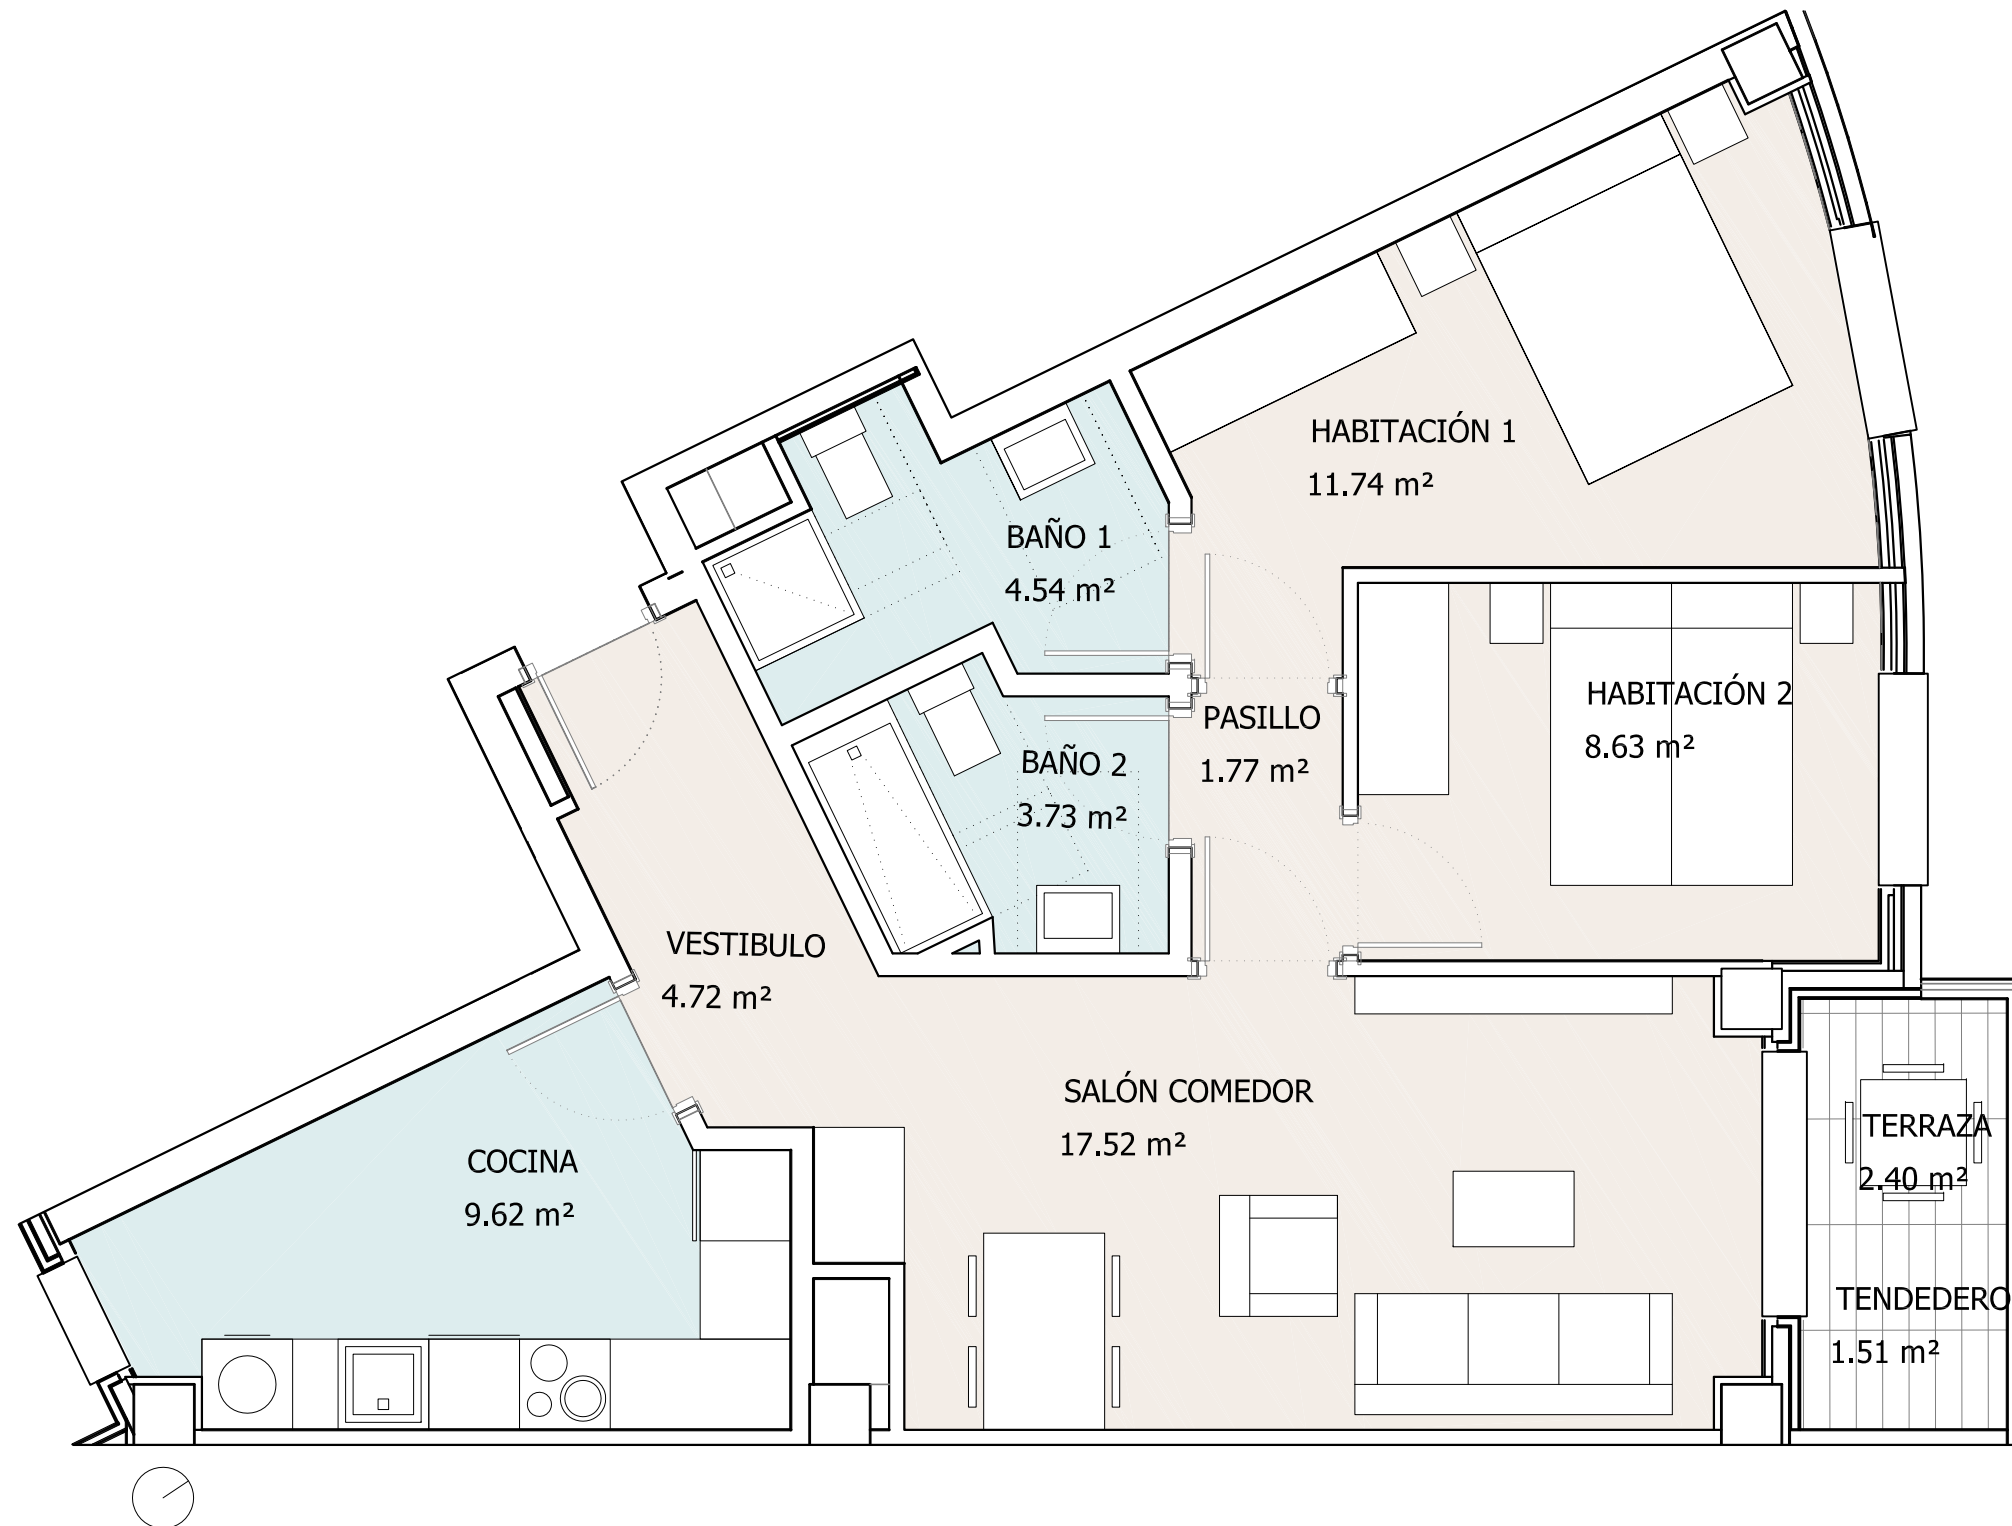 HABITACIÓN 1
11.74 m²
BAÑO 1
4.54 m²
HABITACIÓN 2
8.63 m²
PASILLO
1.77 m²
BAÑO 2
3.73 m²
VESTIBULO
4.72 m²
SALÓN COMEDOR
17.52 m²
TERRAZA
2.40 m²
COCINA
9.62 m²
TENDEDERO
1.51 m²